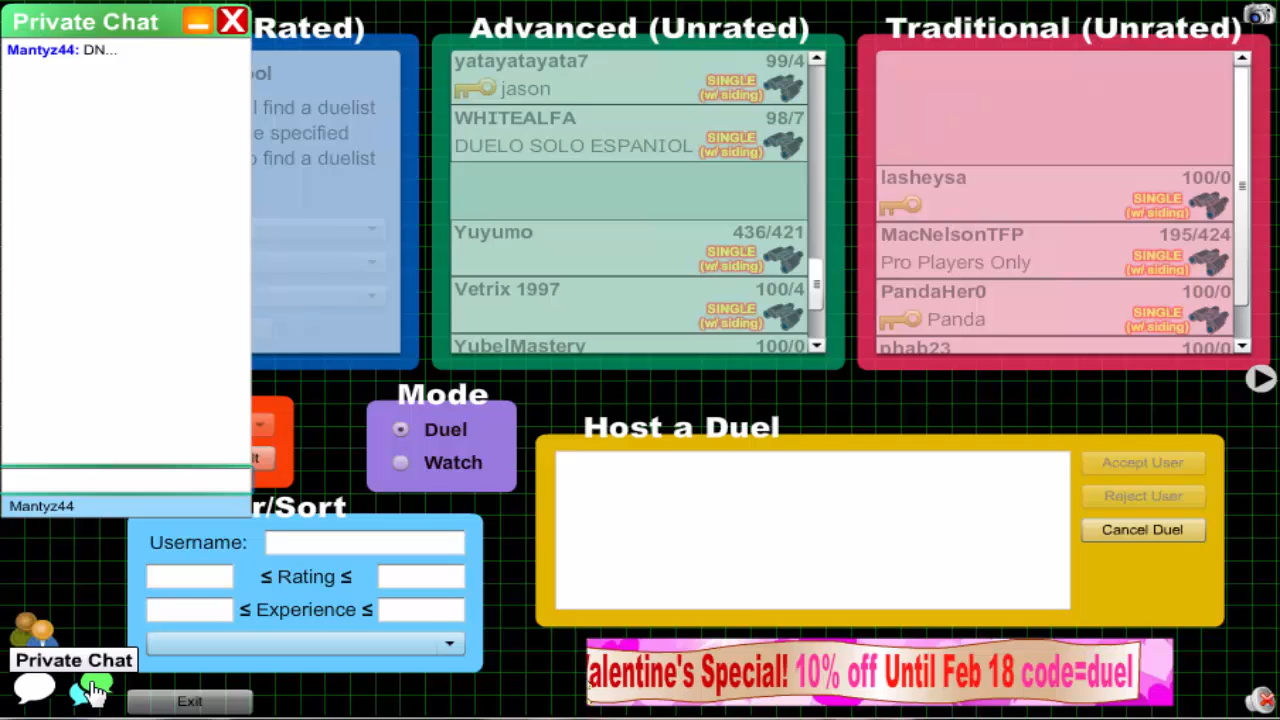 Private Chat
Mantyz44: DN...
Mantyz44
Rated)
ol
l find a duelist
e specified
o find a duelist
Advanced (Unrated)
yatayatayata7 99/4
jason SINGLE (w/ siding)
WHITEALFA 98/7
DUELO SOLO ESPANIOL SINGLE (w/ siding)
Yuyumo 436/421
SINGLE (w/ siding)
Vetrix 1997 100/4
SINGLE (w/ siding)
YubelMastery 100/0
Traditional (Unrated)
lasheysa 100/0
SINGLE (w/ siding)
MacNelsonTFP 195/424
Pro Players Only SINGLE (w/ siding)
PandaHer0 100/0
Panda SINGLE (w/ siding)
phab23 100/0
lt
Mode
Duel
Watch
r/Sort
Username:
≤ Rating ≤
≤ Experience ≤
Host a Duel
Accept User
Reject User
Cancel Duel
Private Chat
Exit
alentine's Special! 10% off Until Feb 18 code=duel